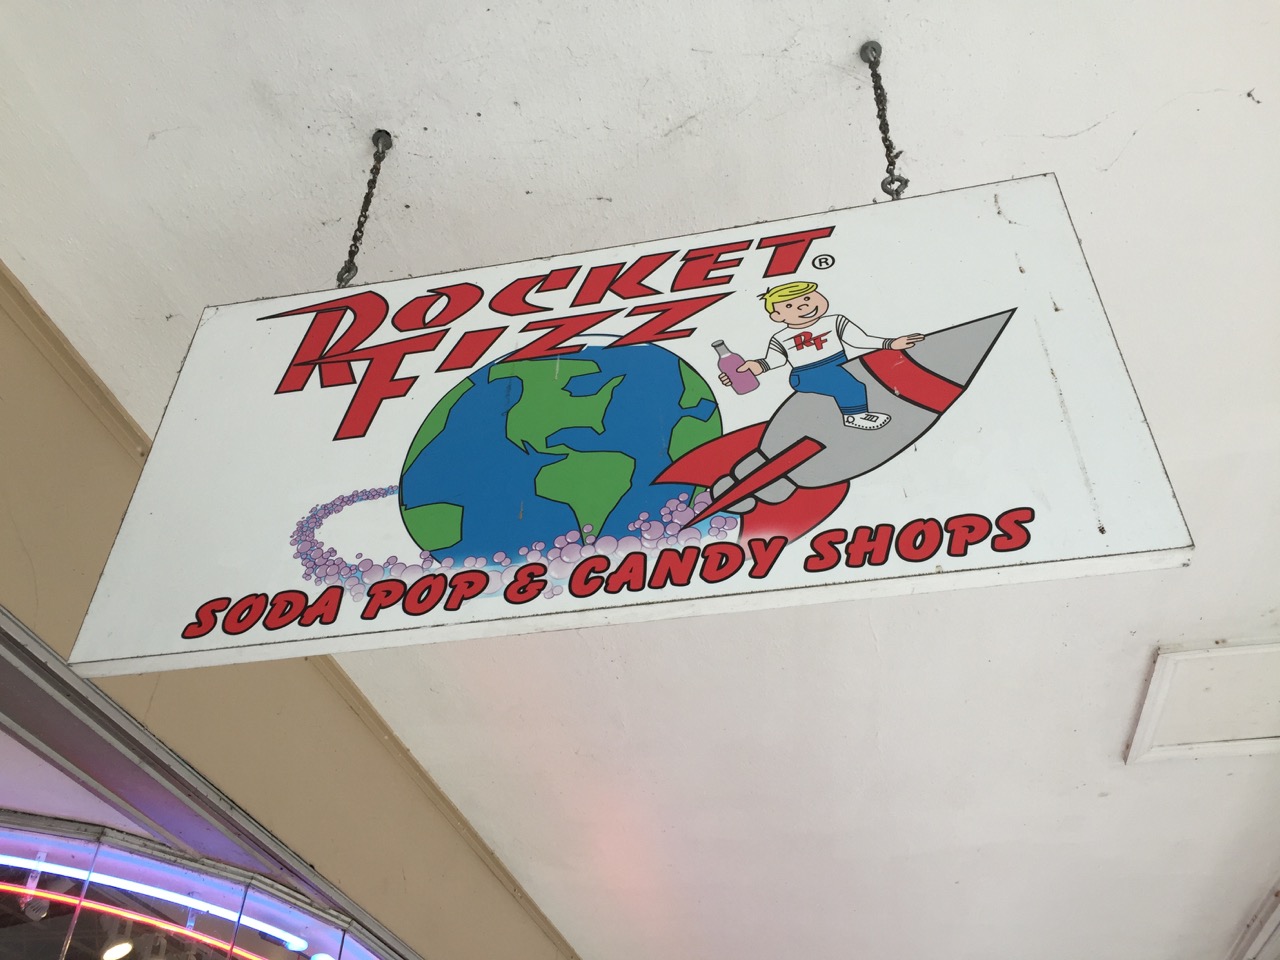 ROCKET®
FIZZ
RF
SODA POP & CANDY SHOPS